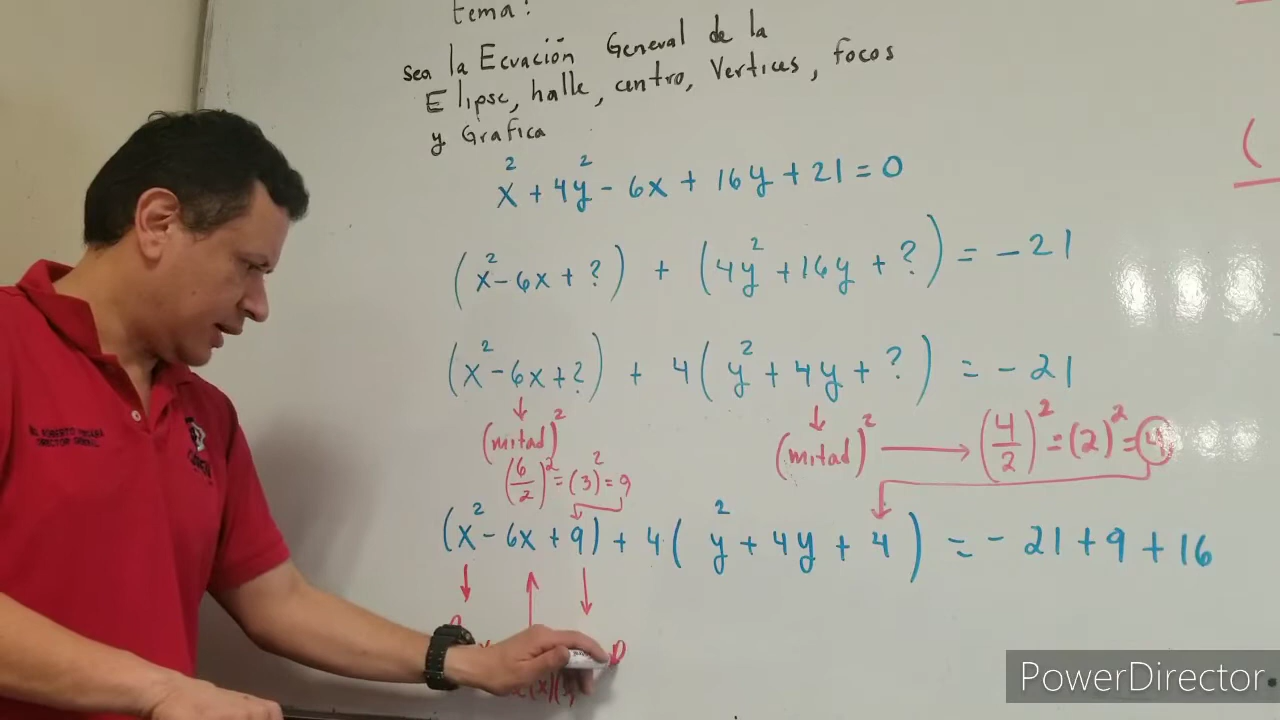 tema:
sea la Ecuación General de la
Elipse, halle, centro, Vertices, focos
y Grafica
x² + 4y² - 6x + 16y + 21 = 0
(x² - 6x + ?) + (4y² + 16y + ?) = -21
(x² - 6x + ?) + 4(y² + 4y + ?) = -21
(mitad)² (mitad)² → (4/2)² = (2)² = 4
(6/2)² = (3)² = 9
(x² - 6x + 9) + 4(y² + 4y + 4) = -21 + 9 + 16
DIRECTOR GENERAL
PowerDirector